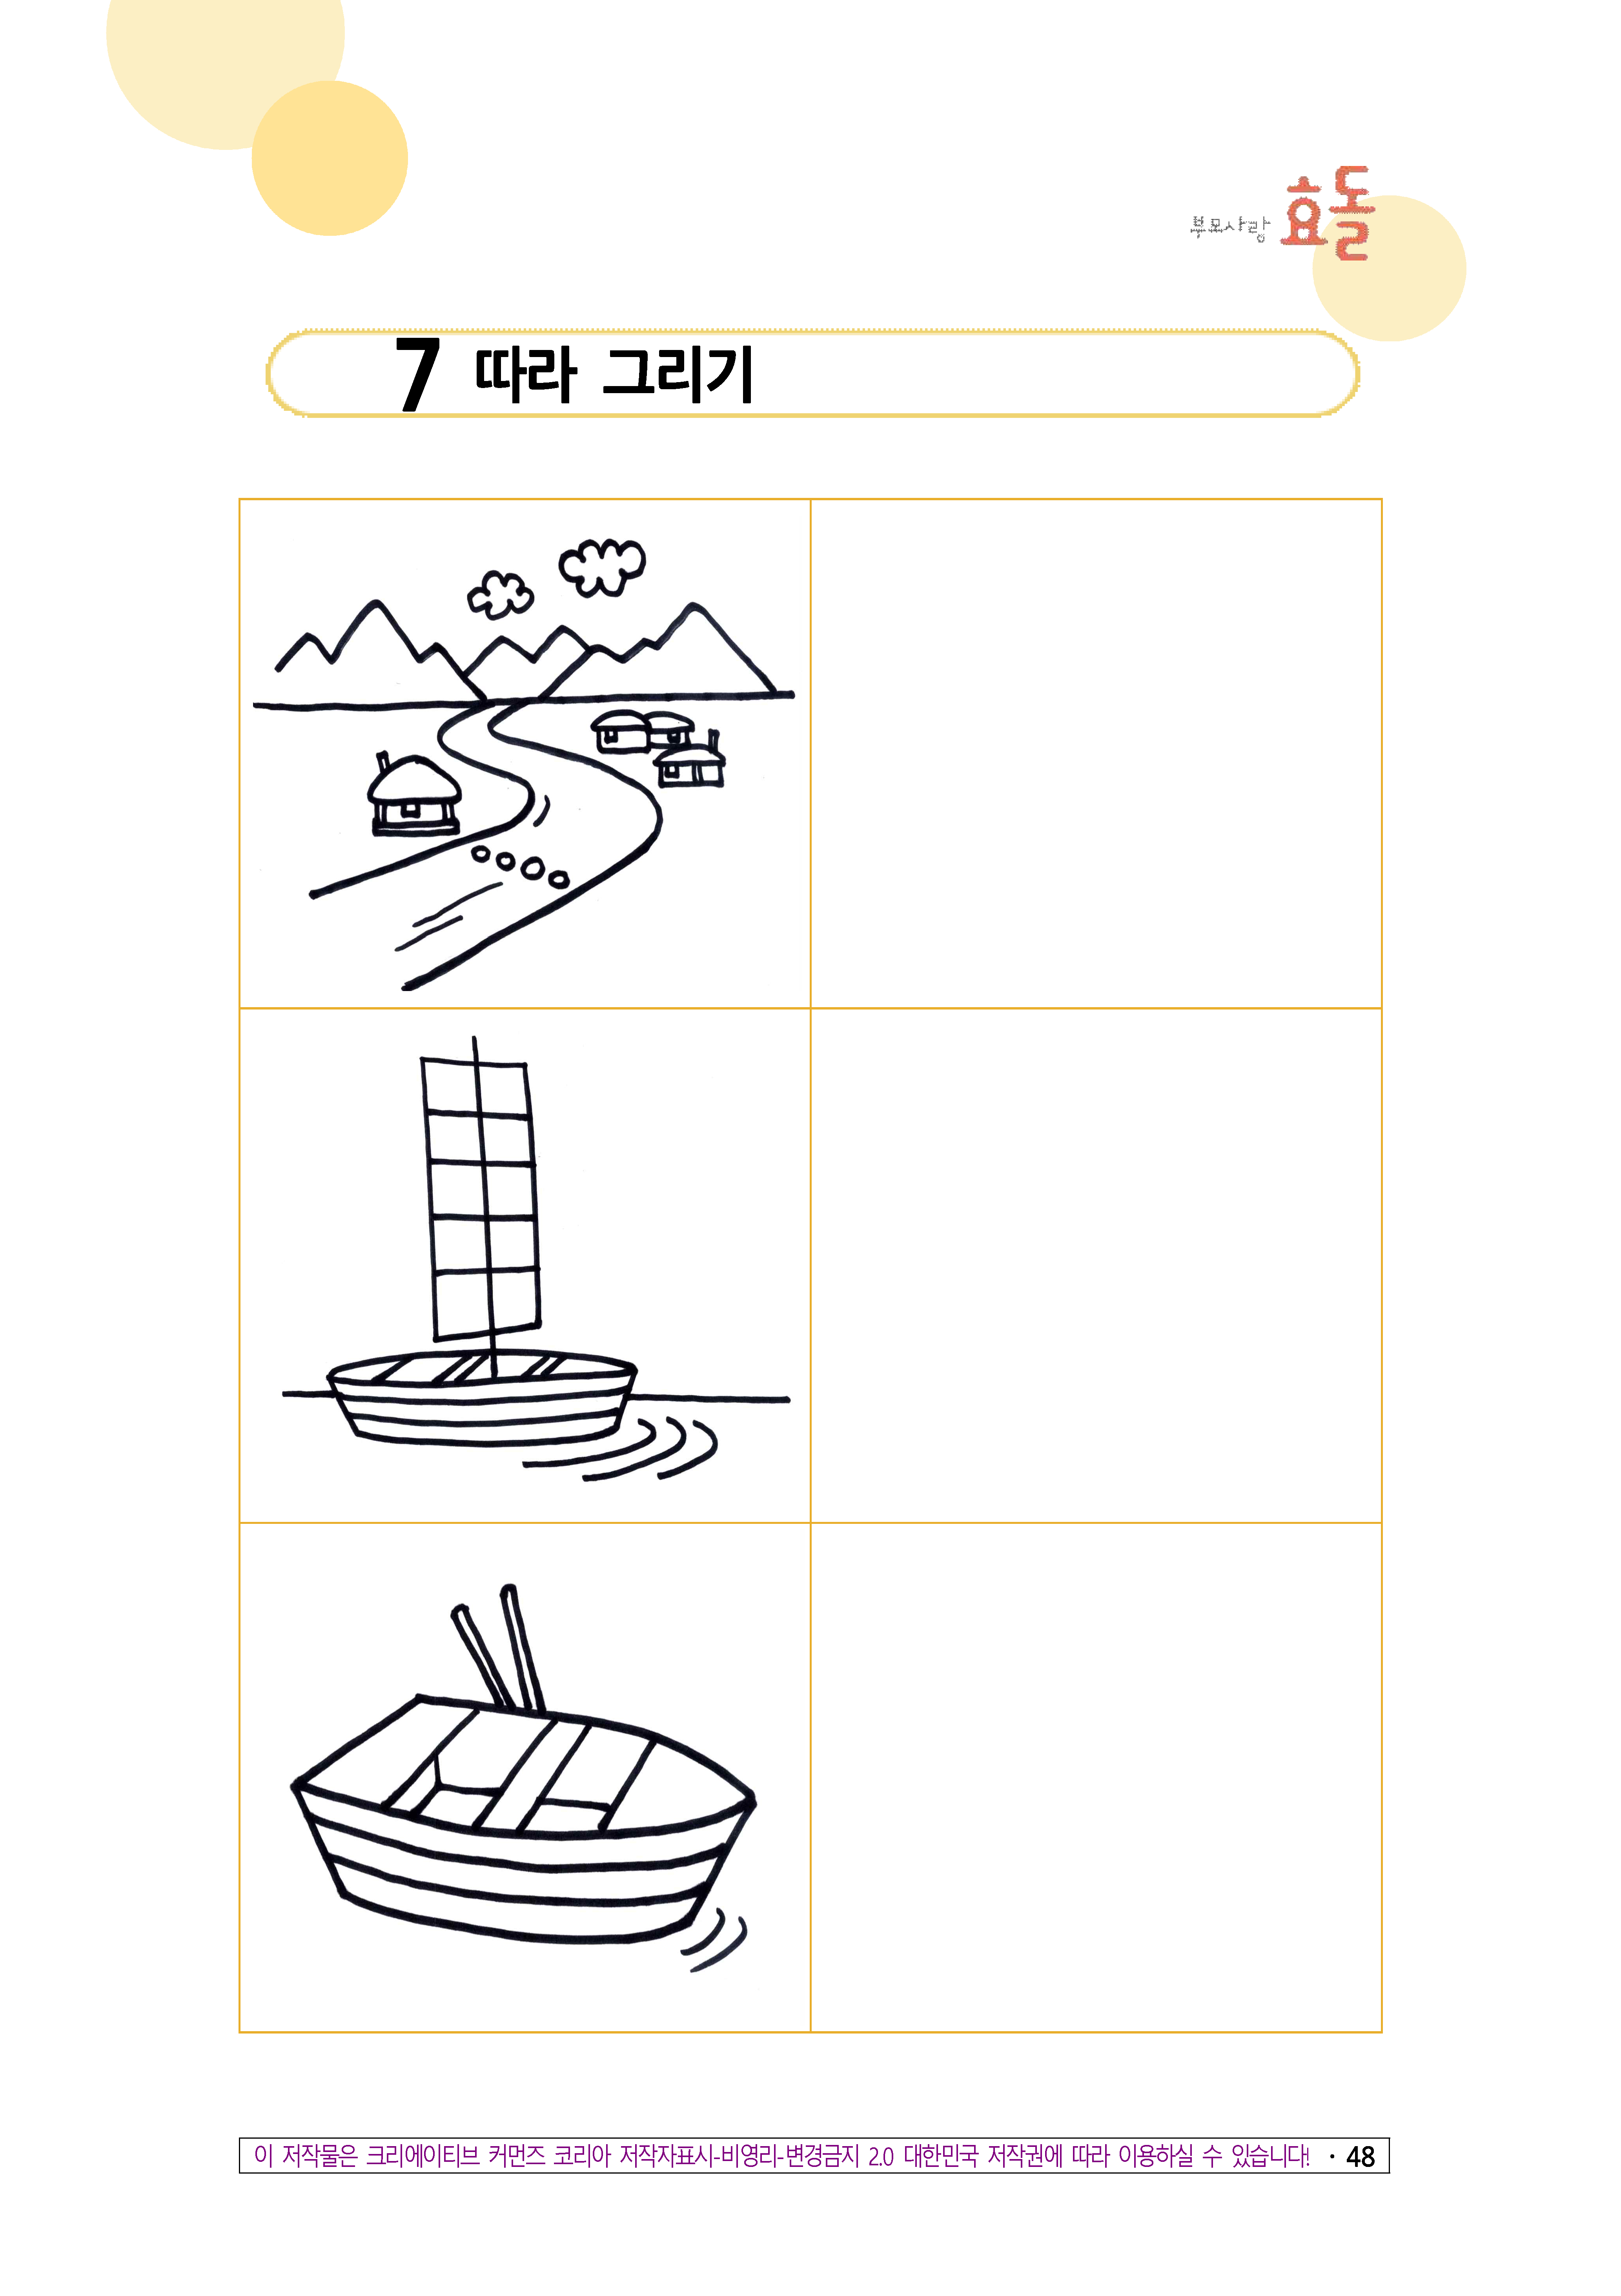 부모사랑 효돌
7 따라 그리기
이 저작물은 크리에이티브 커먼즈 코리아 저작자표시-비영리-변경금지 2.0 대한민국 저작권에 따라 이용하실 수 있습니다! · 48